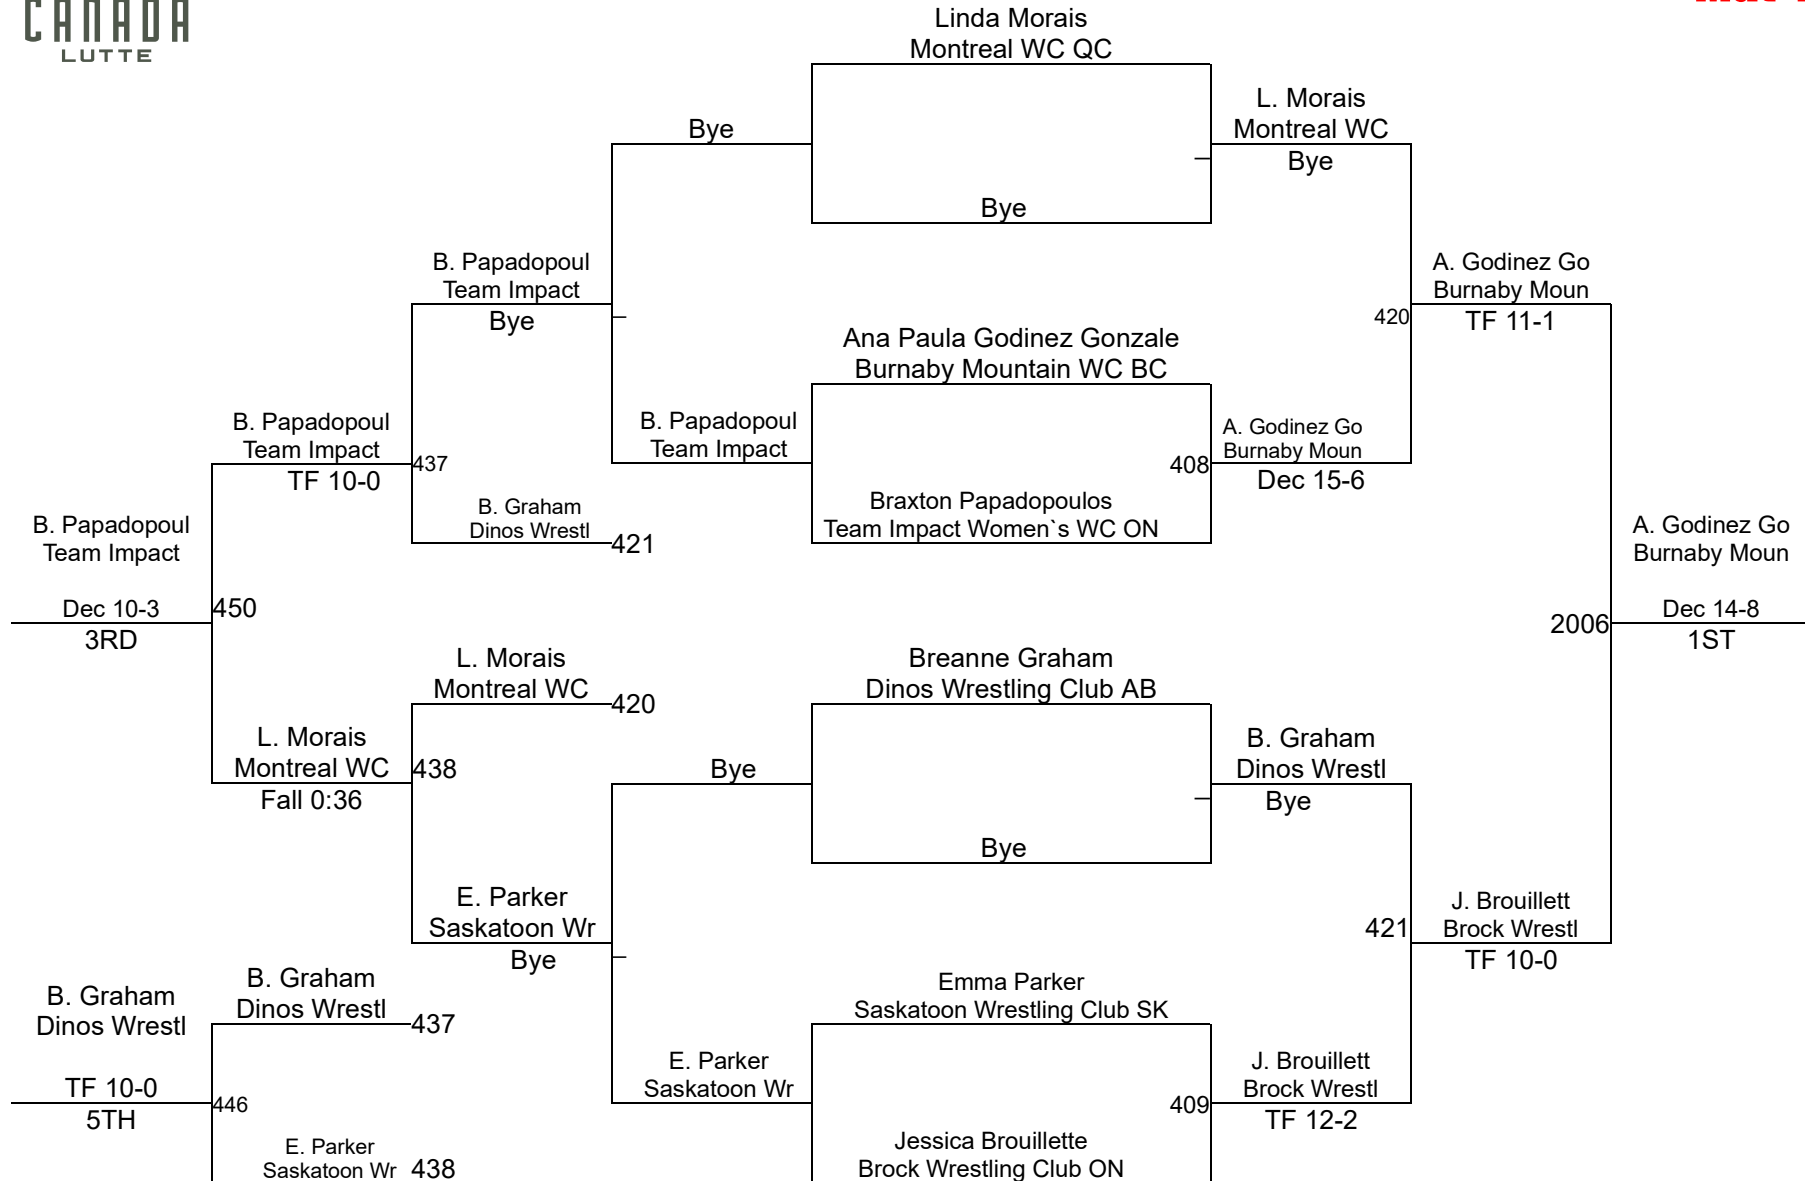 CANADA
LUTTE
Linda Morais
Montreal WC QC
L. Morais
Montreal WC
Bye
Bye
Bye
B. Papadopoul
Team Impact
Bye
A. Godinez Go
Burnaby Moun
TF 11-1
420
Ana Paula Godinez Gonzale
Burnaby Mountain WC BC
B. Papadopoul
Team Impact
TF 10-0
437
B. Papadopoul
Team Impact
A. Godinez Go
Burnaby Moun
408
Dec 15-6
B. Graham
Dinos Wrestl
421
Braxton Papadopoulos
Team Impact Women`s WC ON
B. Papadopoul
Team Impact
Dec 10-3
3RD
450
A. Godinez Go
Burnaby Moun
2006
Dec 14-8
1ST
L. Morais
Montreal WC
420
Breanne Graham
Dinos Wrestling Club AB
L. Morais
Montreal WC
438
Fall 0:36
Bye
B. Graham
Dinos Wrestl
Bye
Bye
E. Parker
Saskatoon Wr
Bye
421
J. Brouillett
Brock Wrestl
TF 10-0
B. Graham
Dinos Wrestl
B. Graham
Dinos Wrestl
437
Emma Parker
Saskatoon Wrestling Club SK
TF 10-0
5TH
446
E. Parker
Saskatoon Wr
409
J. Brouillett
Brock Wrestl
TF 12-2
E. Parker
Saskatoon Wr
438
Jessica Brouillette
Brock Wrestling Club ON